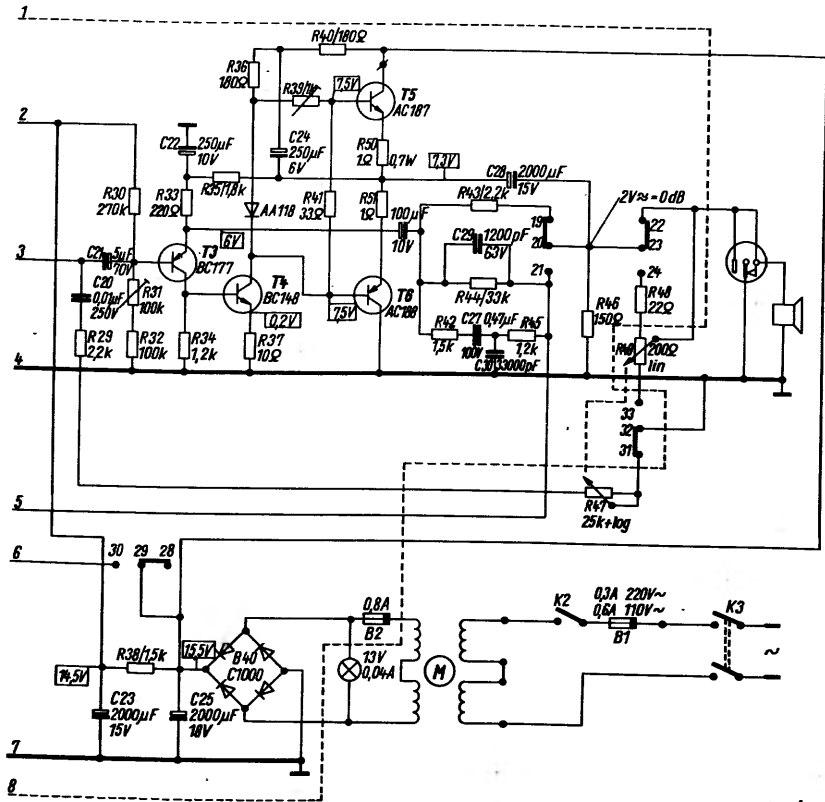 1
R40/180Ω
R36
180Ω
R39/1k
7,5V
T5
AC187
2
C22
250µF
10V
C24
250µF
6V
R50
1Ω
0,7W
7,3V
C28
2000µF
15V
R30
270k
R33
220Ω
R35/1,8k
R41
33Ω
R51
1Ω
R43/2,2k
2V≈=0dB
AA118
100µF
10V
19
20
22
23
3
C21
5µF
70V
T3
BC177
6V
C29
1200pF
63V
21
24
C20
0,01µF
250V
R31
100k
T4
BC148
T6
AC188
R44/33k
R46
150Ω
R48
22Ω
R29
2,2k
R32
100k
R34
1,2k
0,2V
R37
10Ω
7,5V
R42
1,5k
C27
0,47µF
100V
R45
1,2k
C30
33000pF
R49
200Ω
lin
4
33
32
31
5
R47
25k+log
6
30
29
28
0,8A
B2
K2
0,3A 220V~
0,6A 110V~
B1
K3
~
14,5V
R38/1,5k
15,5V
B40
C1000
13V
0,04A
M
C23
2000µF
15V
C25
2000µF
18V
7
8